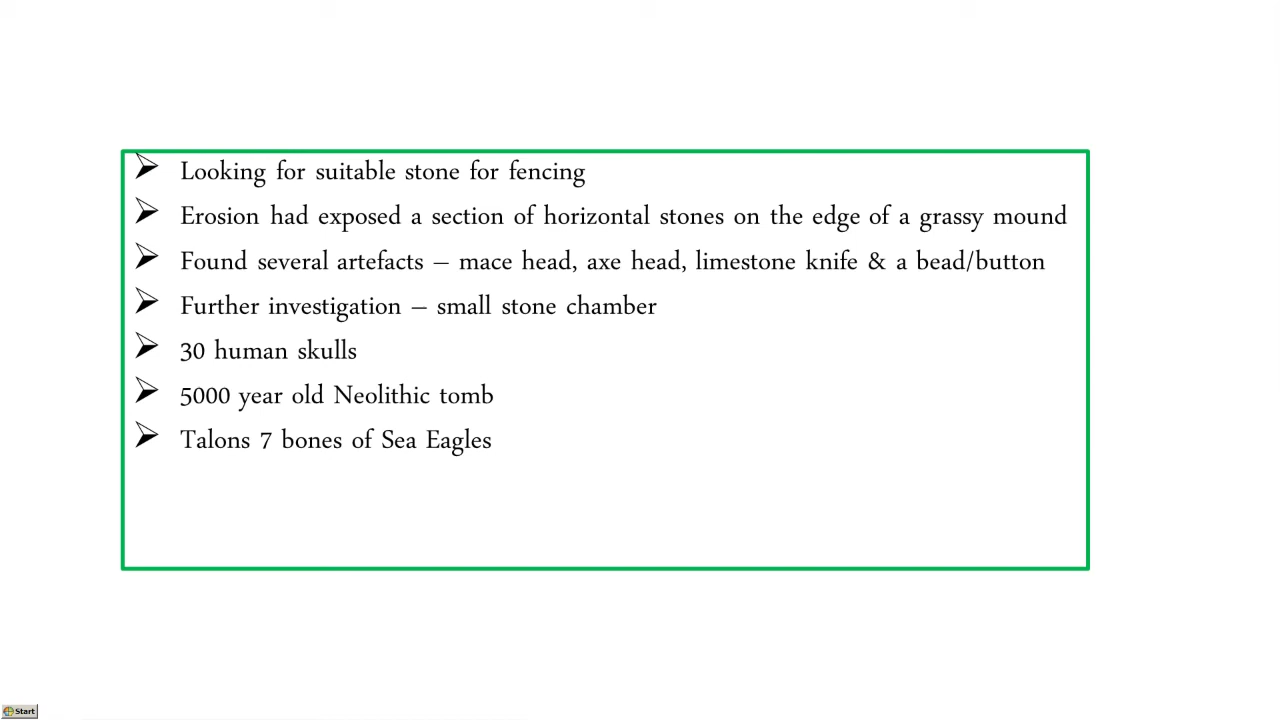 ➢ Looking for suitable stone for fencing
➢ Erosion had exposed a section of horizontal stones on the edge of a grassy mound
➢ Found several artefacts – mace head, axe head, limestone knife & a bead/button
➢ Further investigation – small stone chamber
➢ 30 human skulls
➢ 5000 year old Neolithic tomb
➢ Talons 7 bones of Sea Eagles
Start